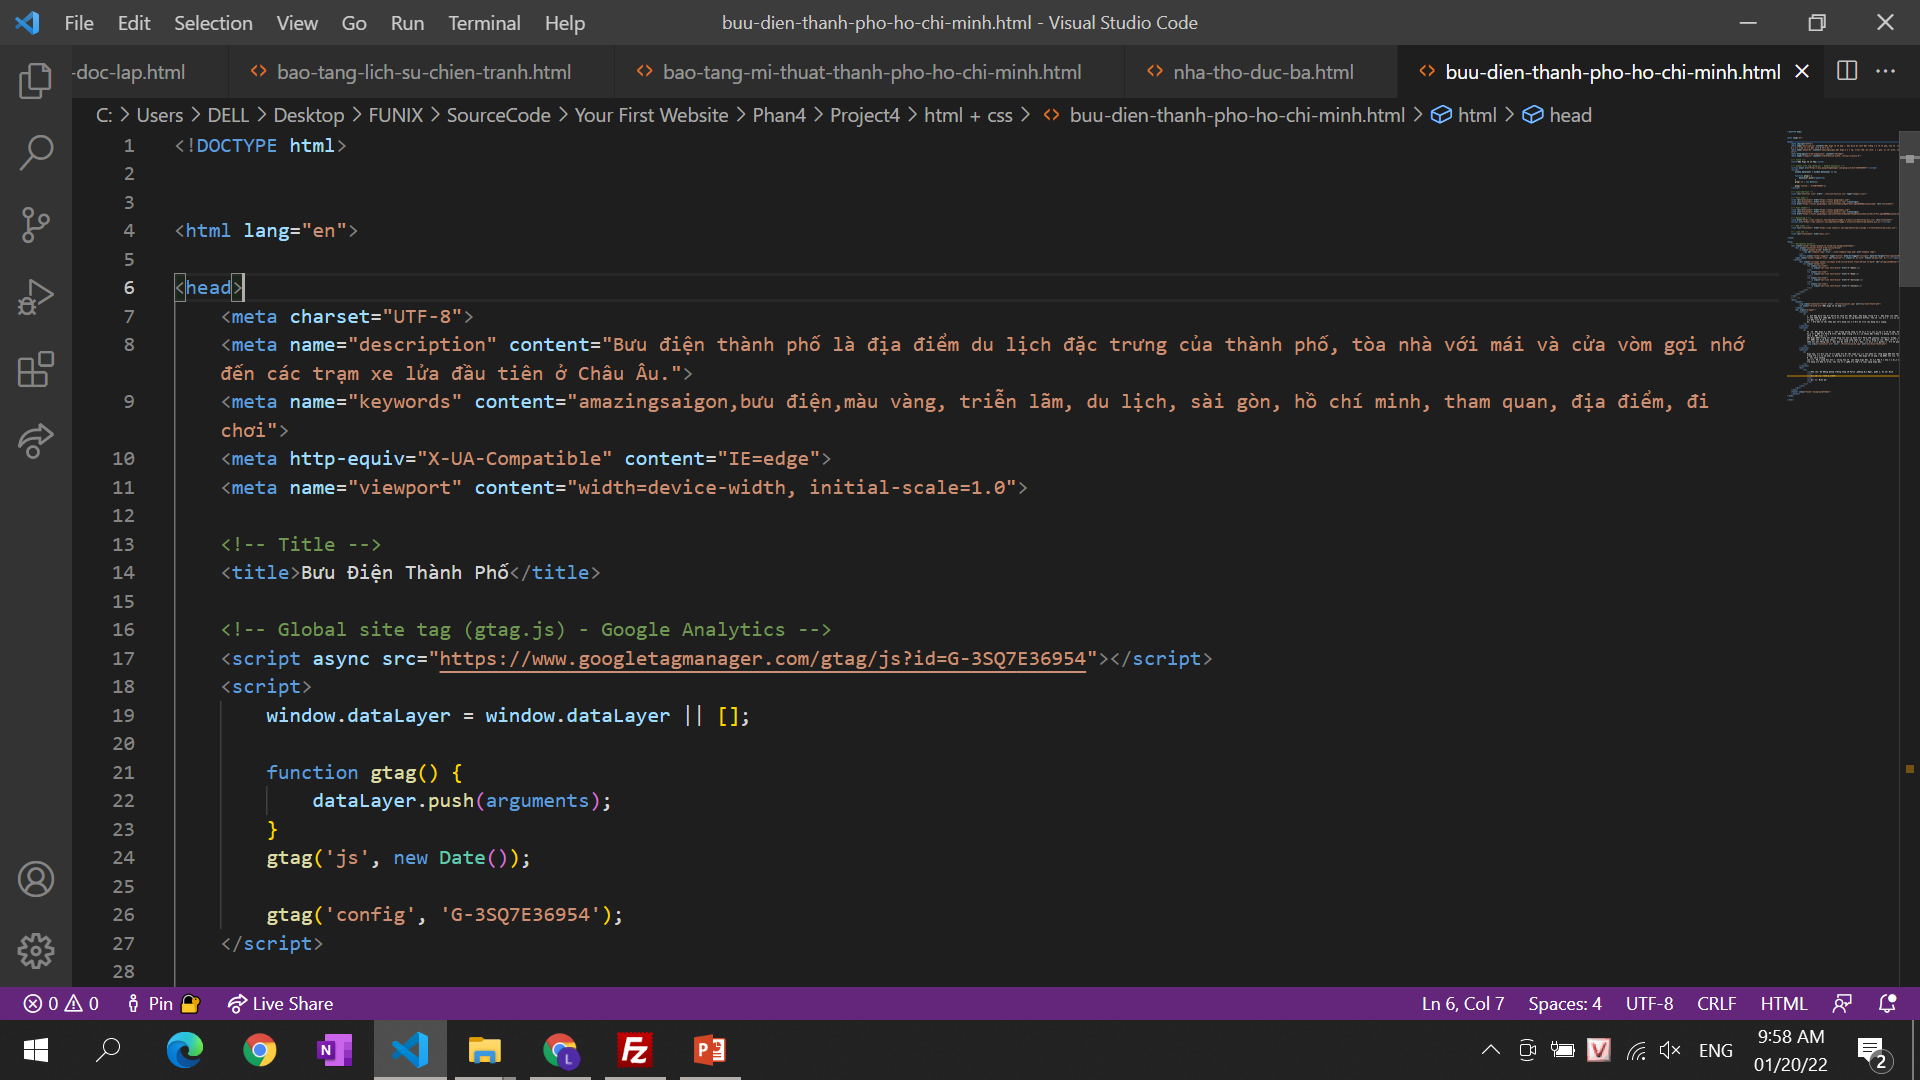 File Edit Selection View Go Run Terminal Help
buu-dien-thanh-pho-ho-chi-minh.html - Visual Studio Code
-doc-lap.html
bao-tang-lich-su-chien-tranh.html
bao-tang-mi-thuat-thanh-pho-ho-chi-minh.html
nha-tho-duc-ba.html
buu-dien-thanh-pho-ho-chi-minh.html
C: > Users > DELL > Desktop > FUNIX > SourceCode > Your First Website > Phan4 > Project4 > html + css > buu-dien-thanh-pho-ho-chi-minh.html > html > head
1 <!DOCTYPE html>
2
3
4 <html lang="en">
5
6 <head>
7 <meta charset="UTF-8">
8 <meta name="description" content="Bưu điện thành phố là địa điểm du lịch đặc trưng của thành phố, tòa nhà với mái và cửa vòm gợi nhớ
đến các trạm xe lửa đầu tiên ở Châu Âu.">
9 <meta name="keywords" content="amazingsaigon,bưu điện,màu vàng, triễn lãm, du lịch, sài gòn, hồ chí minh, tham quan, địa điểm, đi
chơi">
10 <meta http-equiv="X-UA-Compatible" content="IE=edge">
11 <meta name="viewport" content="width=device-width, initial-scale=1.0">
12
13 <!-- Title -->
14 <title>Bưu Điện Thành Phố</title>
15
16 <!-- Global site tag (gtag.js) - Google Analytics -->
17 <script async src="https://www.googletagmanager.com/gtag/js?id=G-3SQ7E36954"></script>
18 <script>
19 window.dataLayer = window.dataLayer || [];
20
21 function gtag() {
22 dataLayer.push(arguments);
23 }
24 gtag('js', new Date());
25
26 gtag('config', 'G-3SQ7E36954');
27 </script>
28
0 0 Pin Live Share
Ln 6, Col 7 Spaces: 4 UTF-8 CRLF HTML
ENG
9:58 AM
01/20/22
2